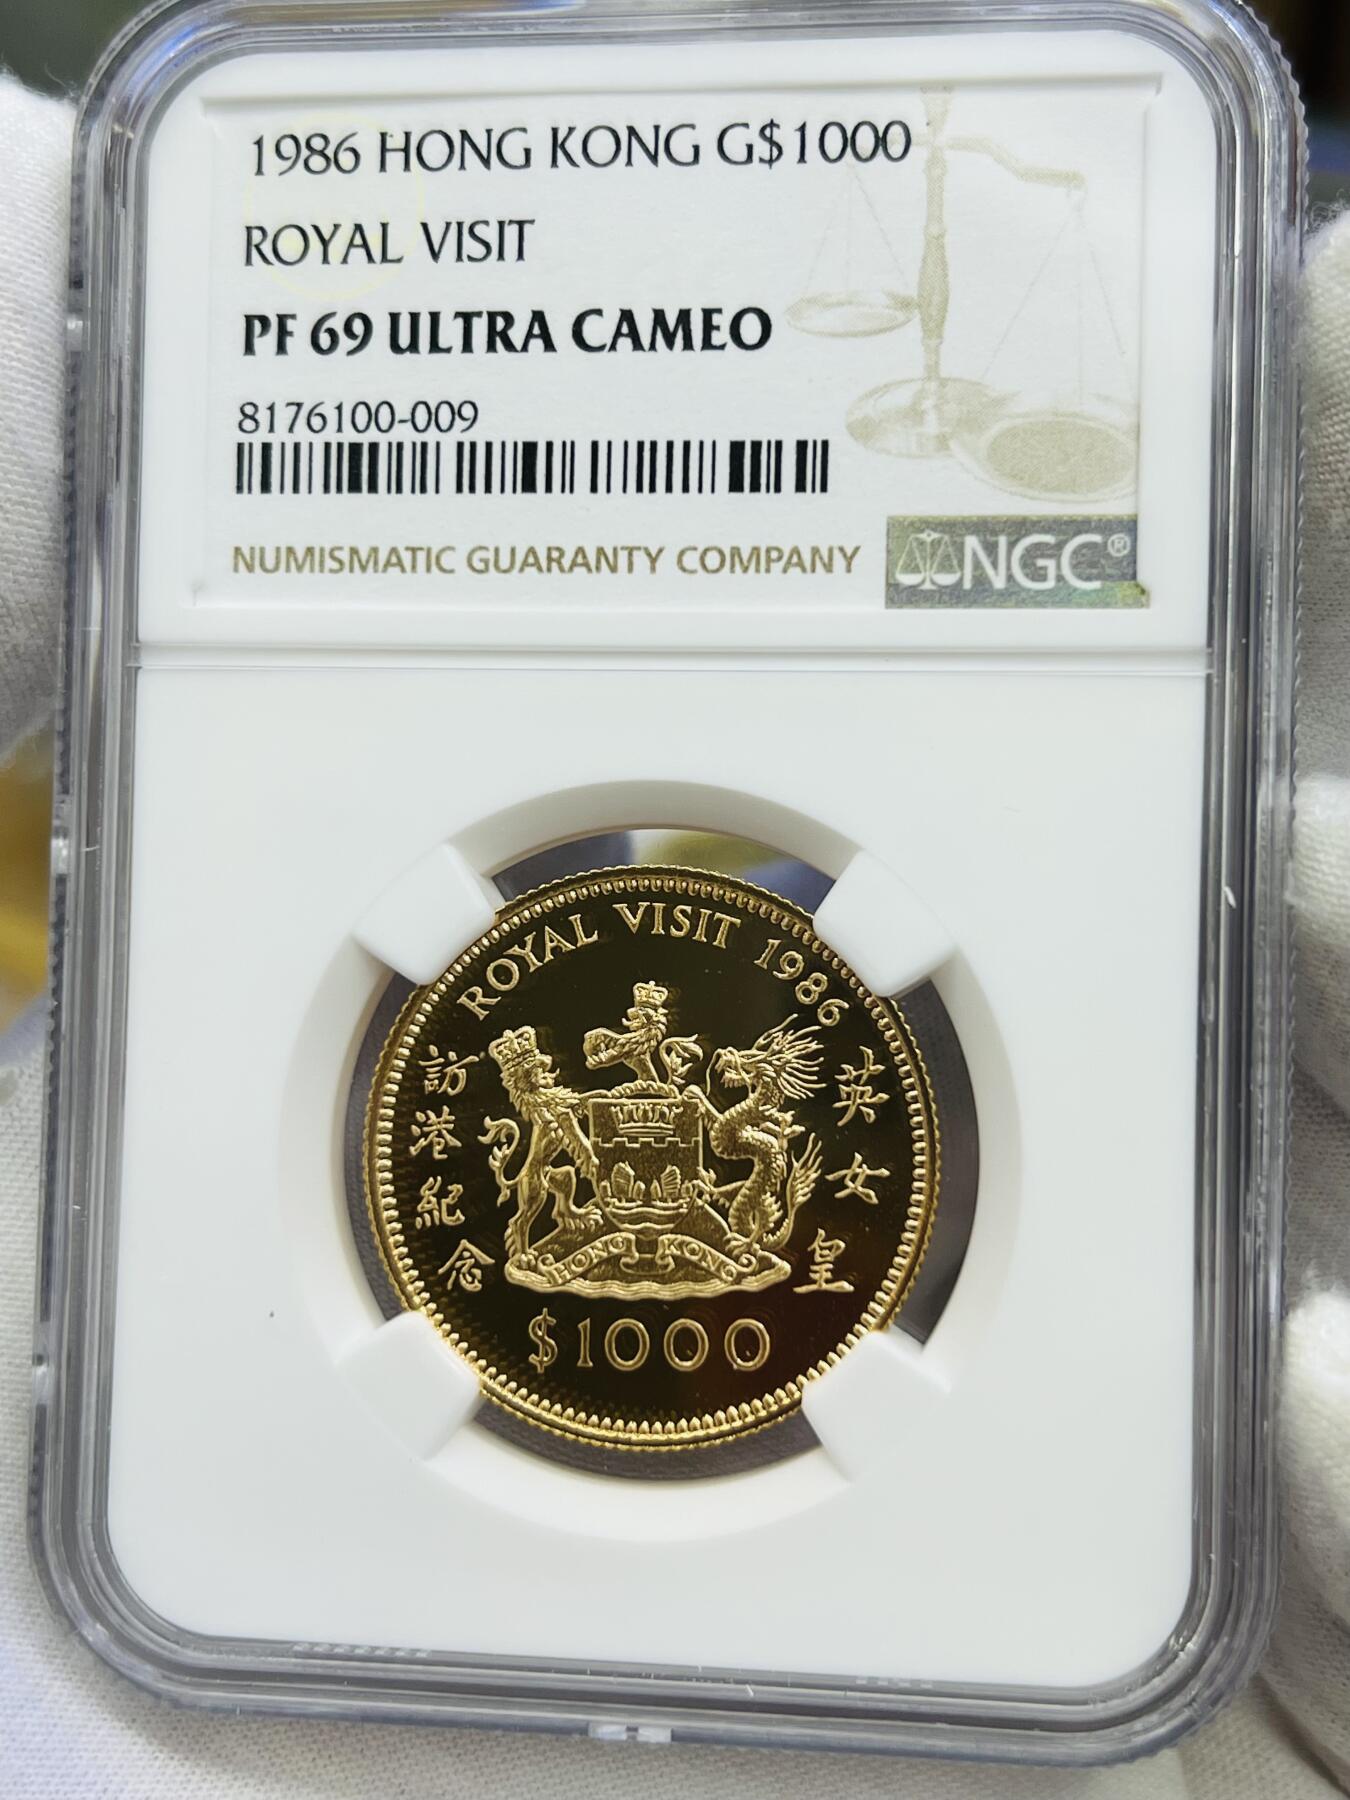 1986 HONG KONG G$1000
ROYAL VISIT
PF 69 ULTRA CAMEO
8176100-009
NUMISMATIC GUARANTY COMPANY
NGC®
ROYAL VISIT 1986
英女皇
訪港紀念
HONG KONG
$1000